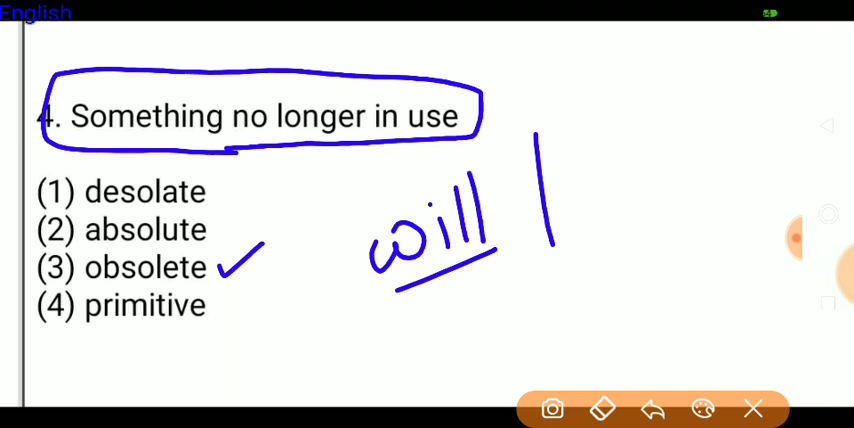 English
4. Something no longer in use
(1) desolate
(2) absolute
(3) obsolete
(4) primitive
will